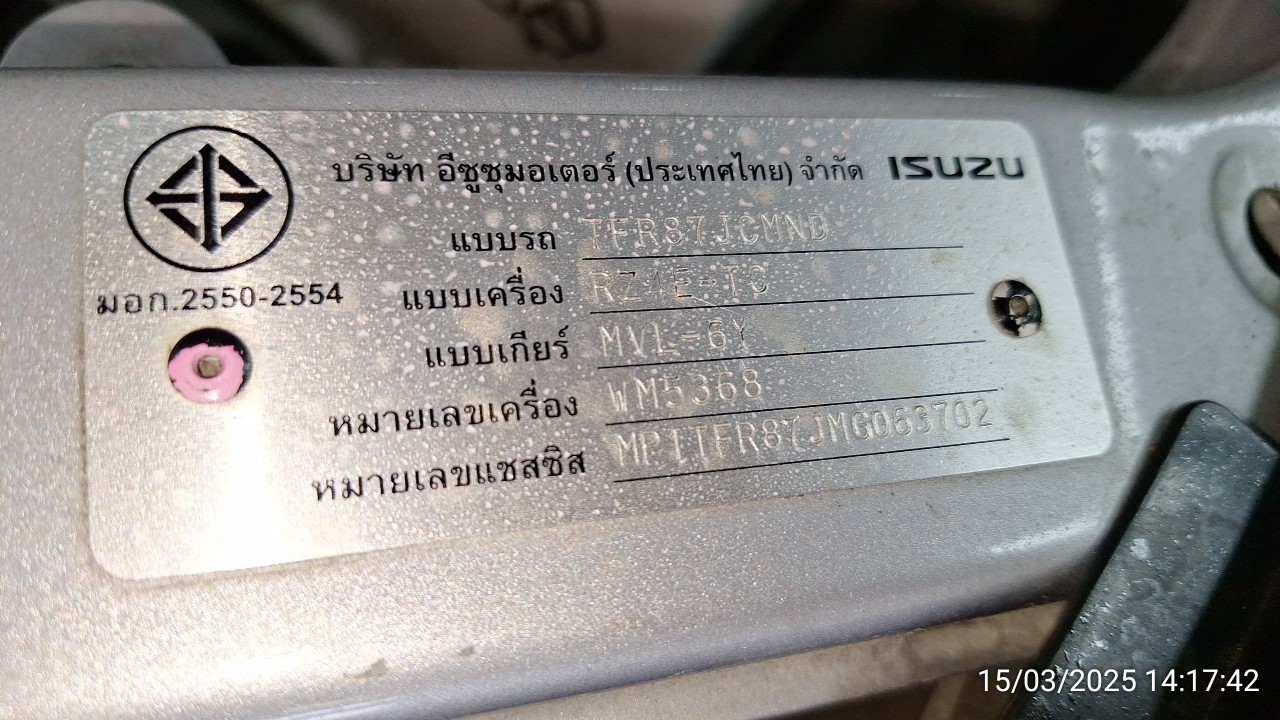 บริษัท อีซูซุมอเตอร์ (ประเทศไทย) จำกัด ISUZU
แบบรถ TFR87JCMND
มอก.2550-2554
แบบเครื่อง RZ4E-TC
แบบเกียร์ MVL-6Y
หมายเลขเครื่อง WM5368
หมายเลขแชสซิส MP1TFR87JMG063702
15/03/2025 14:17:42